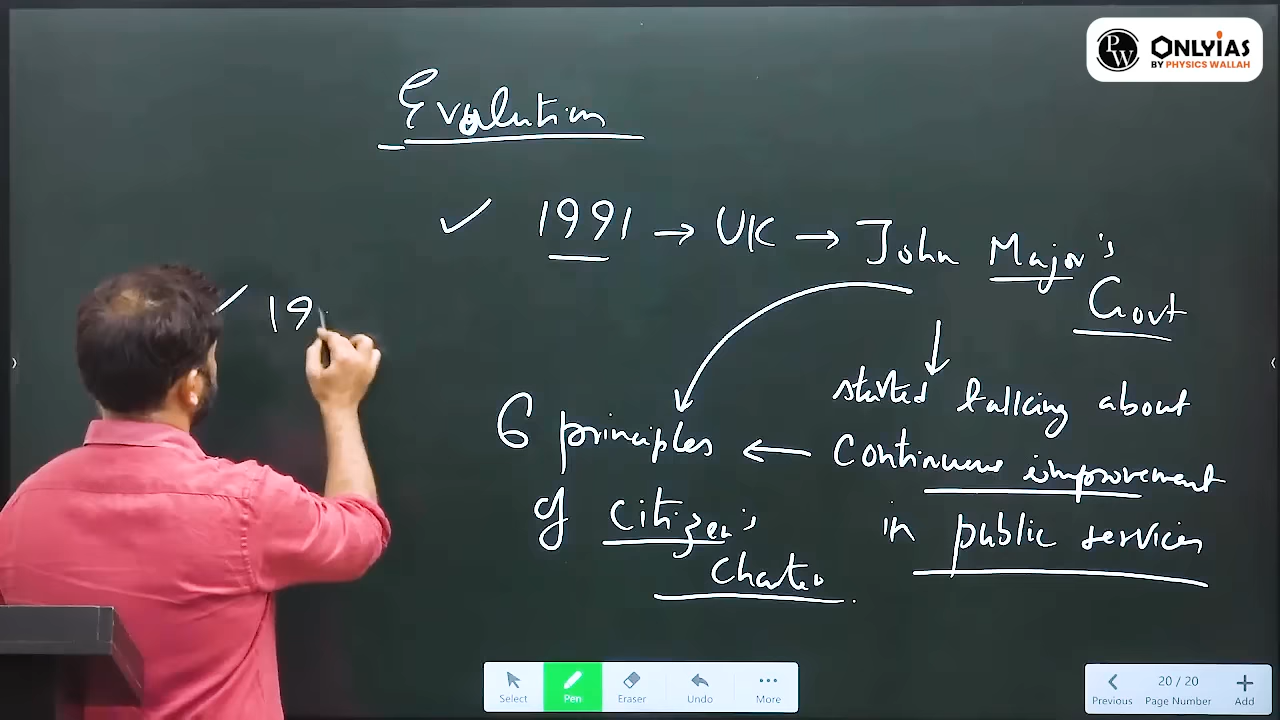 PW ONLYIAS
BY PHYSICS WALLAH
Evolution
✓ 1991 → UK → John Major's
Govt
✓ 19
started talking about
6 principles ← Continuous improvement
of Citizen's
in public services
Charter
Select Pen Eraser Undo More
Previous 20 / 20 Page Number Add